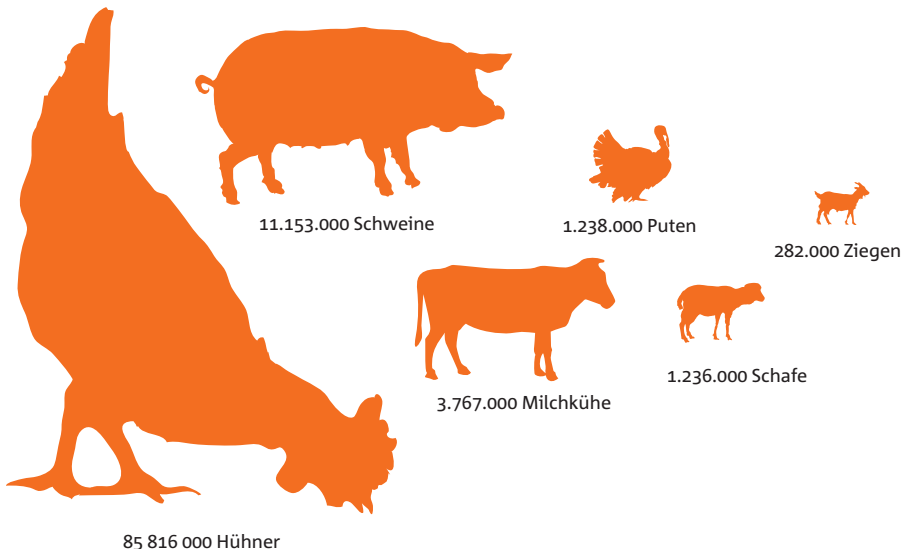 11.153.000 Schweine
1.238.000 Puten
282.000 Ziegen
3.767.000 Milchkühe
1.236.000 Schafe
85 816 000 Hühner